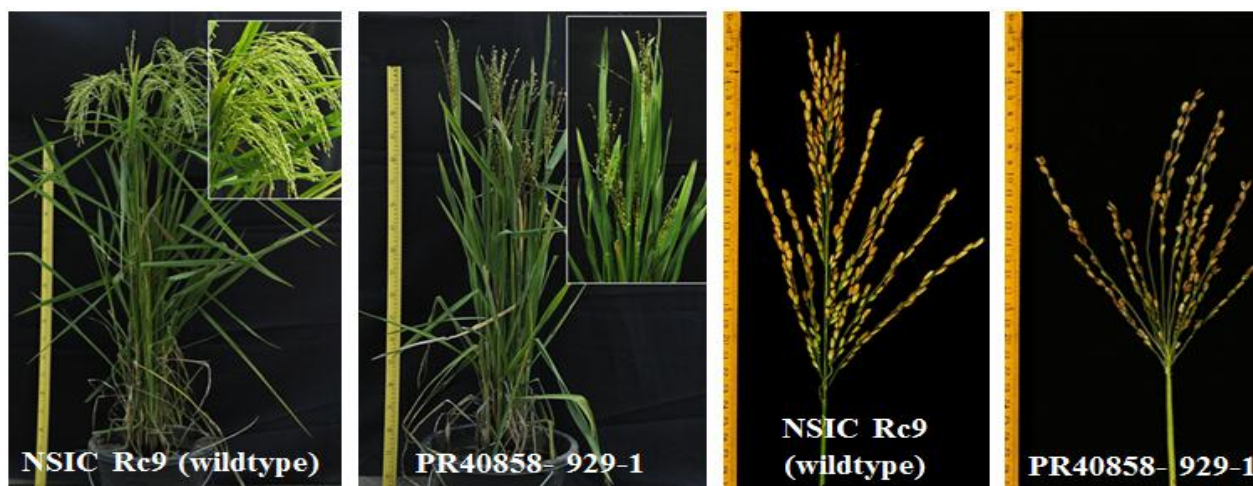 NSIC Rc9 (wildtype)
PR40858- 929-1
NSIC Rc9
(wildtype)
PR40858- 929-1